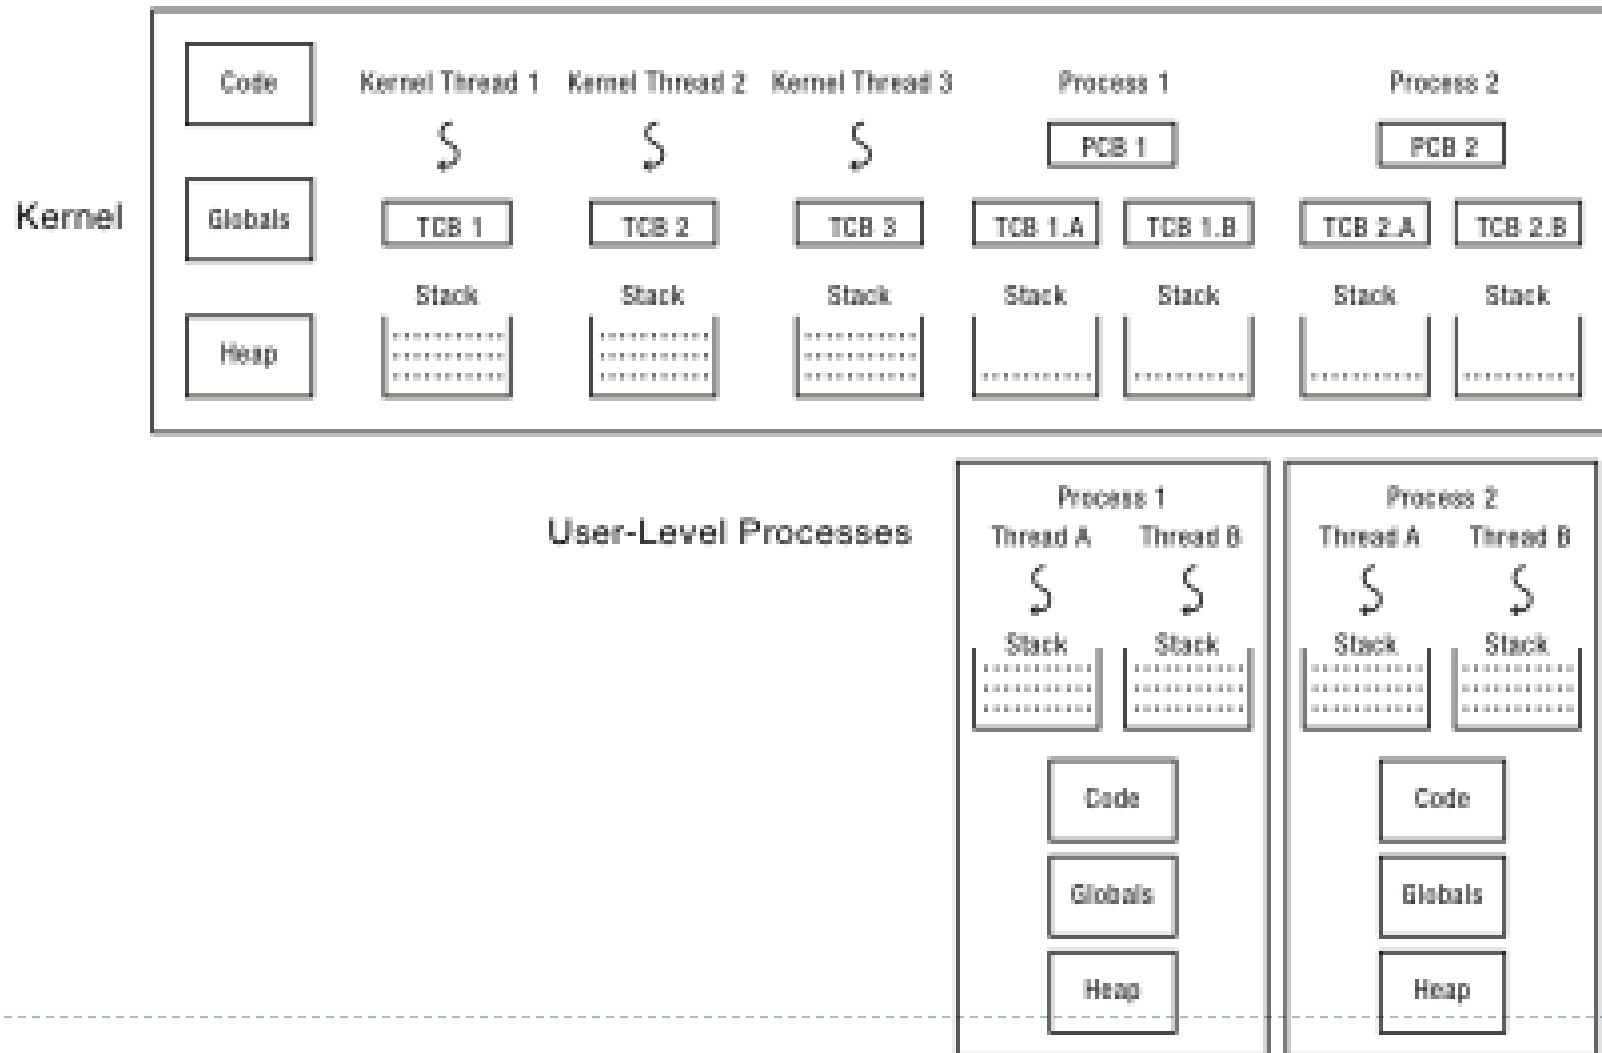 Code
Kernel Thread 1
Kernel Thread 2
Kernel Thread 3
Process 1
Process 2
PCB 1
PCB 2
Kernel
Globals
TCB 1
TCB 2
TCB 3
TCB 1.A
TCB 1.B
TCB 2.A
TCB 2.B
Stack
Stack
Stack
Stack
Stack
Stack
Stack
Heap
User-Level Processes
Process 1
Process 2
Thread A
Thread B
Thread A
Thread B
Stack
Stack
Stack
Stack
Code
Code
Globals
Globals
Heap
Heap